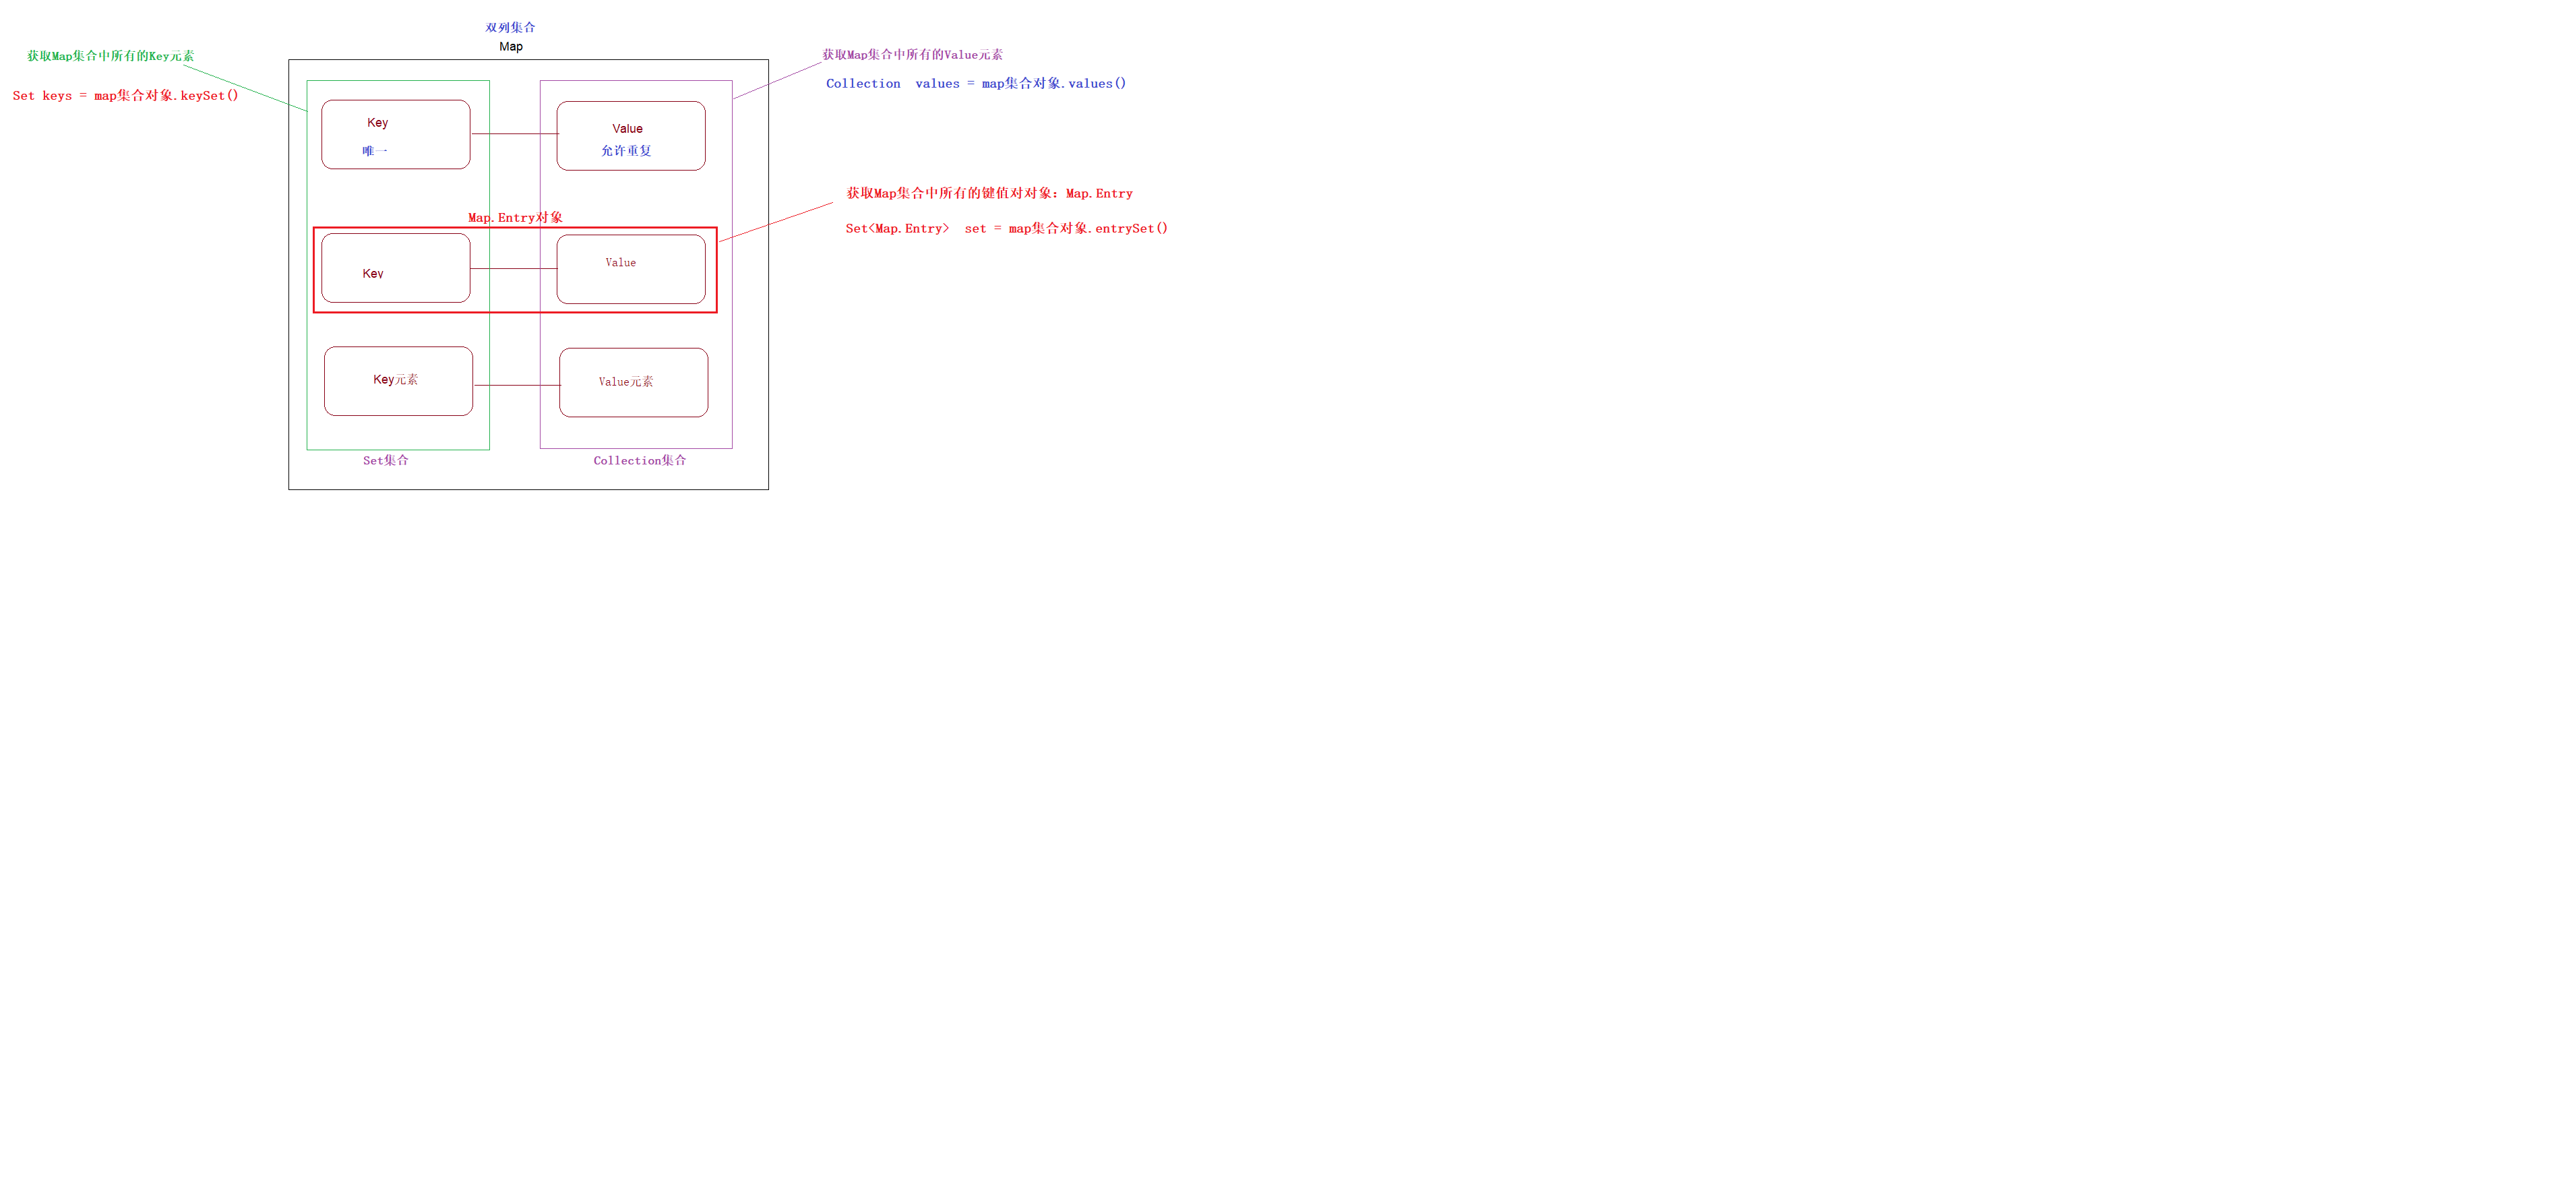 双列集合
Map
获取Map集合中所有的Key元素
Set keys = map集合对象.keySet()
获取Map集合中所有的Value元素
Collection  values = map集合对象.values()
Key
唯一
Value
允许重复
获取Map集合中所有的键值对对象：Map.Entry
Set<Map.Entry>  set = map集合对象.entrySet()
Map.Entry对象
Key
Value
Key元素
Value元素
Set集合
Collection集合